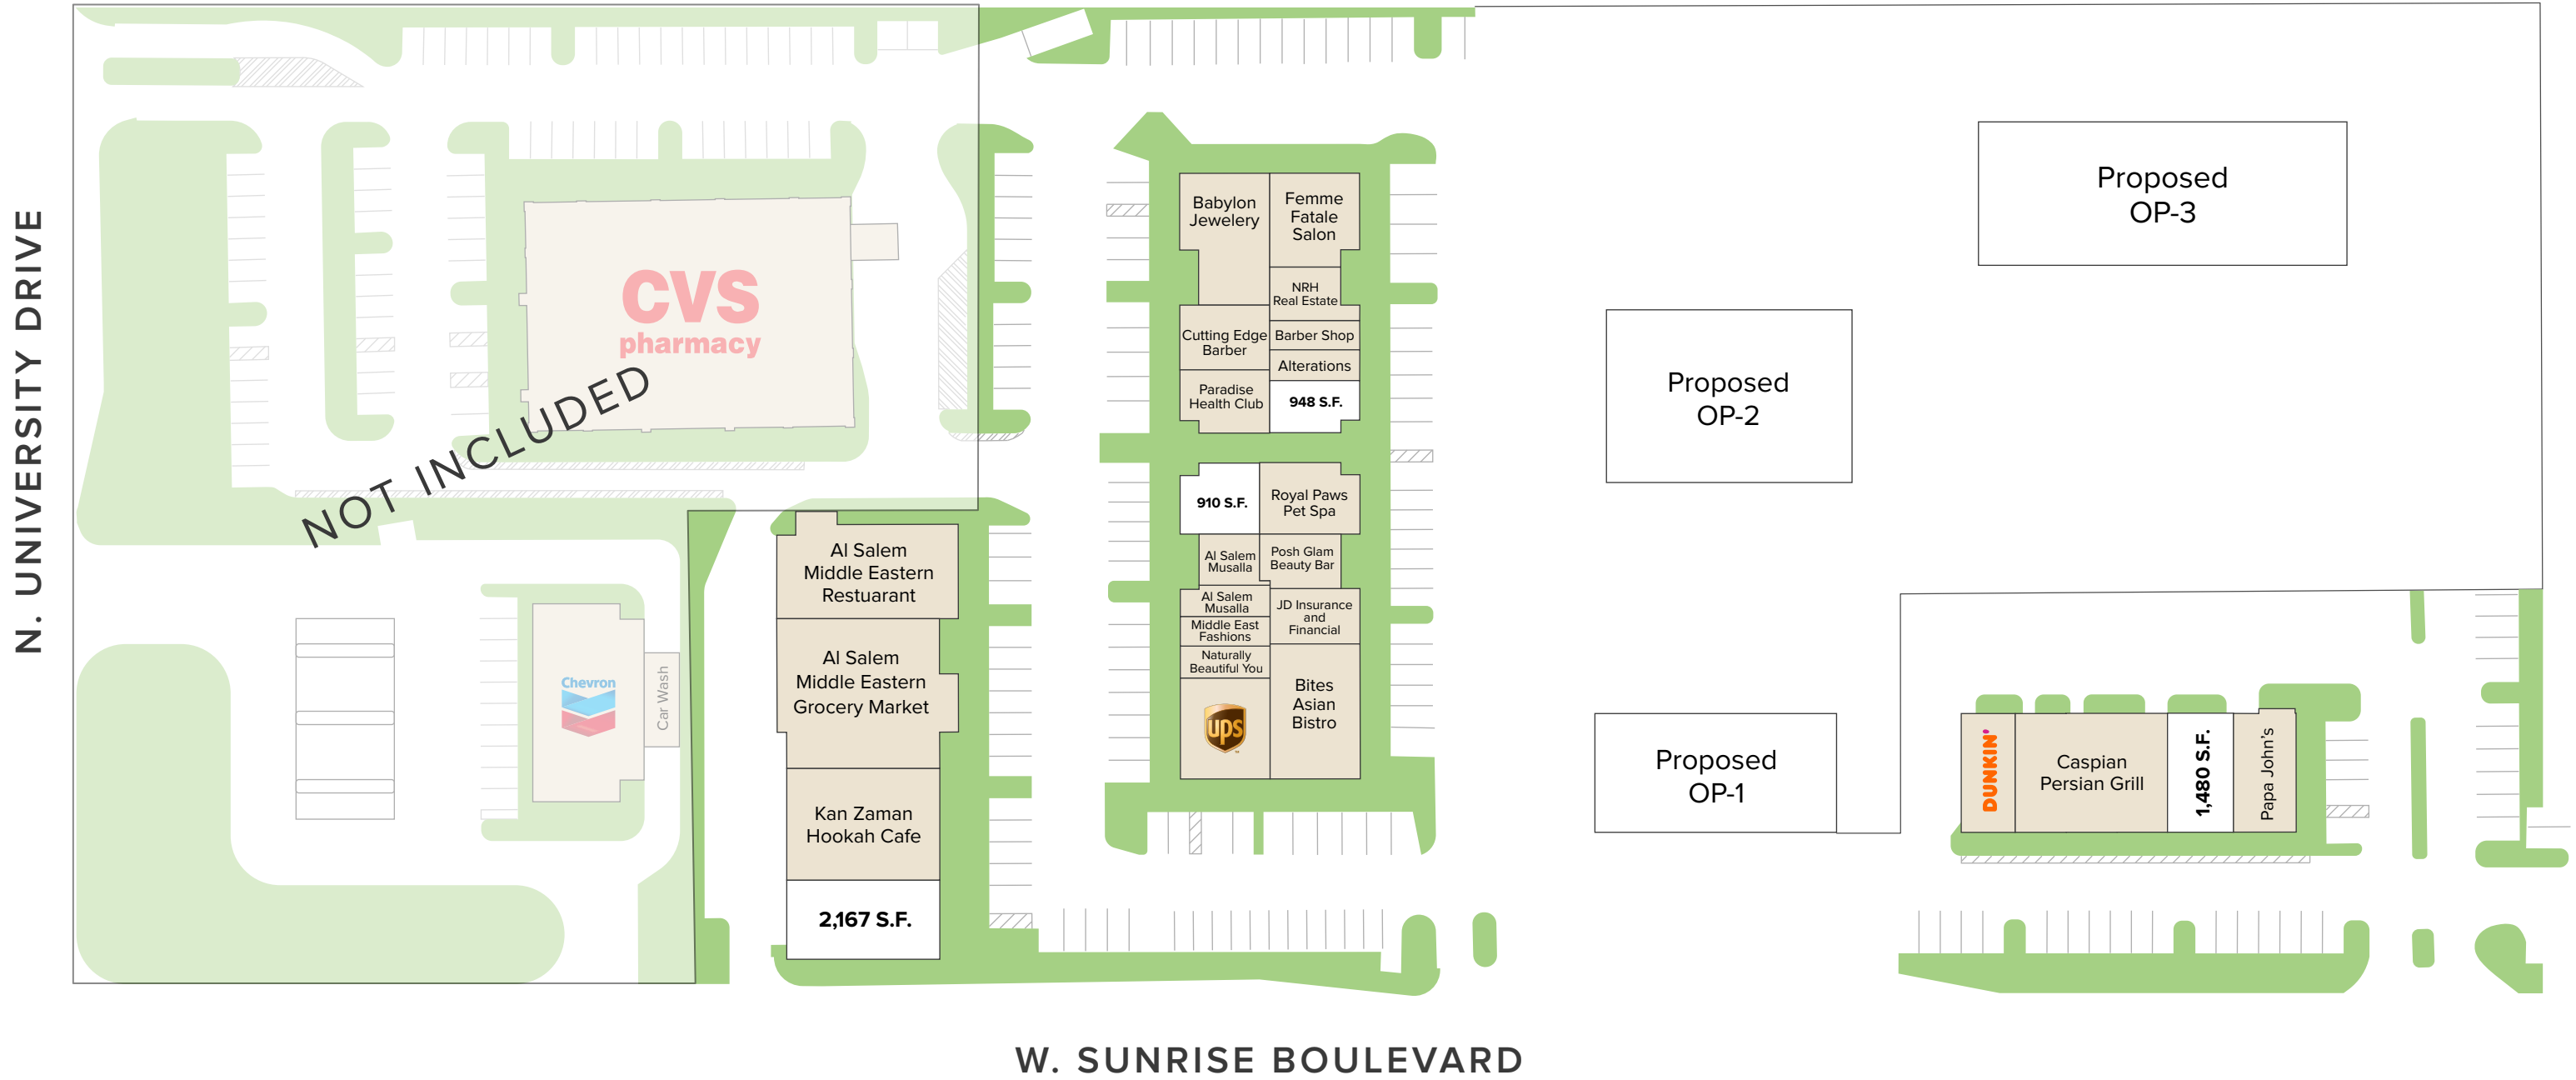 N. UNIVERSITY DRIVE
CVS
pharmacy
NOT INCLUDED
Chevron
Car Wash
Al Salem
Middle Eastern
Restuarant
Al Salem
Middle Eastern
Grocery Market
Kan Zaman
Hookah Cafe
2,167 S.F.
Babylon
Jewelery
Femme
Fatale
Salon
NRH
Real Estate
Cutting Edge
Barber
Barber Shop
Alterations
Paradise
Health Club
948 S.F.
910 S.F.
Royal Paws
Pet Spa
Al Salem
Musalla
Posh Glam
Beauty Bar
Al Salem
Musalla
JD Insurance
and
Financial
Middle East
Fashions
Naturally
Beautiful You
ups
Bites
Asian
Bistro
Proposed
OP-3
Proposed
OP-2
Proposed
OP-1
DUNKIN'
Caspian
Persian Grill
1,480 S.F.
Papa John's
W. SUNRISE BOULEVARD